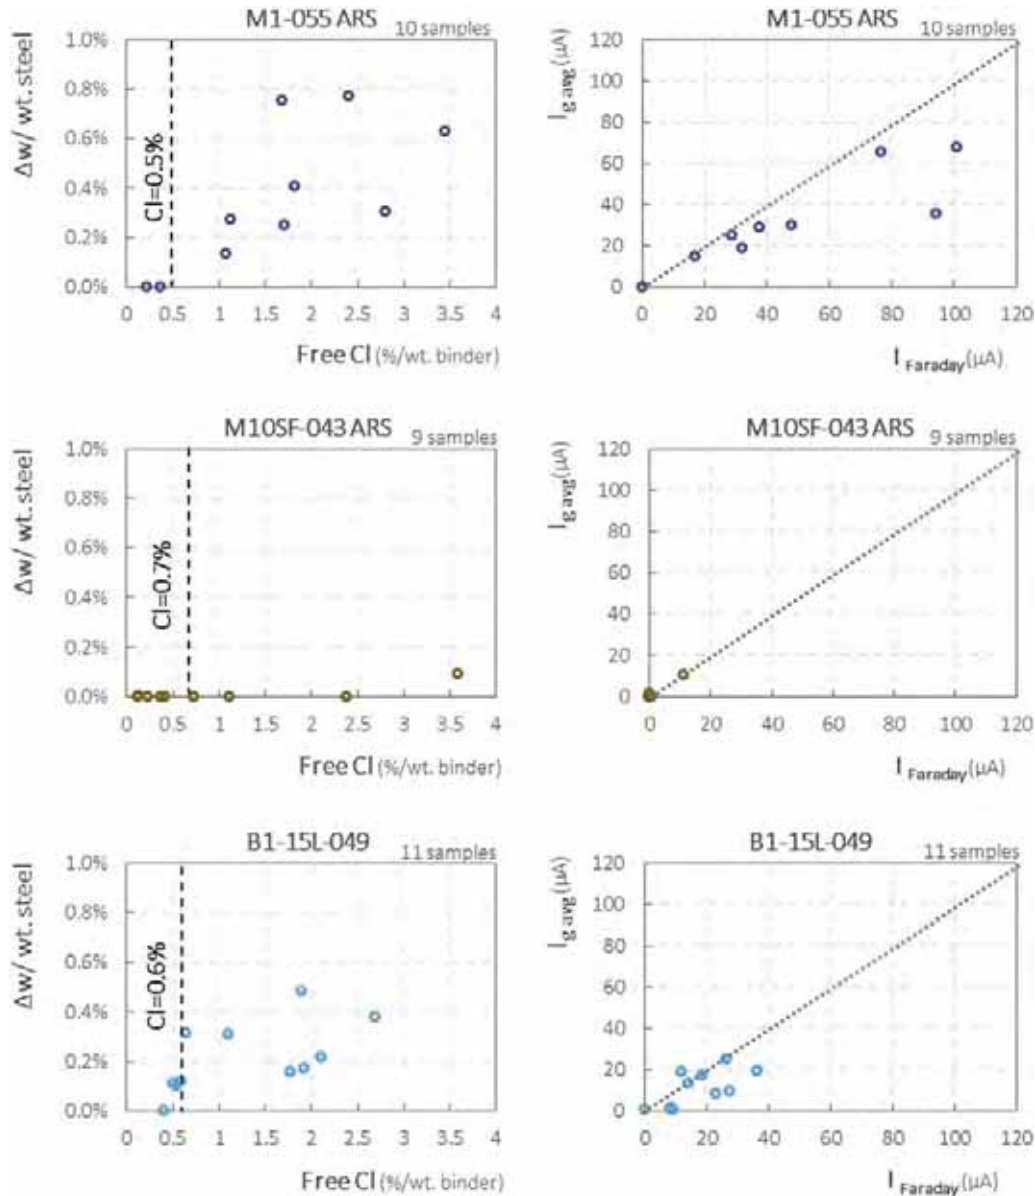 M1-055 ARS
10 samples
Δw/ wt. steel
1.0%
0.8%
0.6%
0.4%
0.2%
0.0%
Cl=0.5%
0 0.5 1 1.5 2 2.5 3 3.5 4
Free Cl (%/wt. binder)
M1-055 ARS
10 samples
I g avg (µA)
120
100
80
60
40
20
0
0 20 40 60 80 100 120
I Faraday (µA)
M10SF-043 ARS
9 samples
Δw/ wt. steel
1.0%
0.8%
0.6%
0.4%
0.2%
0.0%
Cl=0.7%
0 0.5 1 1.5 2 2.5 3 3.5 4
Free Cl (%/wt. binder)
M10SF-043 ARS
9 samples
I g avg (µA)
120
100
80
60
40
20
0
0 20 40 60 80 100 120
I Faraday (µA)
B1-15L-049
11 samples
Δw/ wt. steel
1.0%
0.8%
0.6%
0.4%
0.2%
0.0%
Cl=0.6%
0 0.5 1 1.5 2 2.5 3 3.5 4
Free Cl (%/wt. binder)
B1-15L-049
11 samples
I g avg (µA)
120
100
80
60
40
20
0
0 20 40 60 80 100 120
I Faraday (µA)